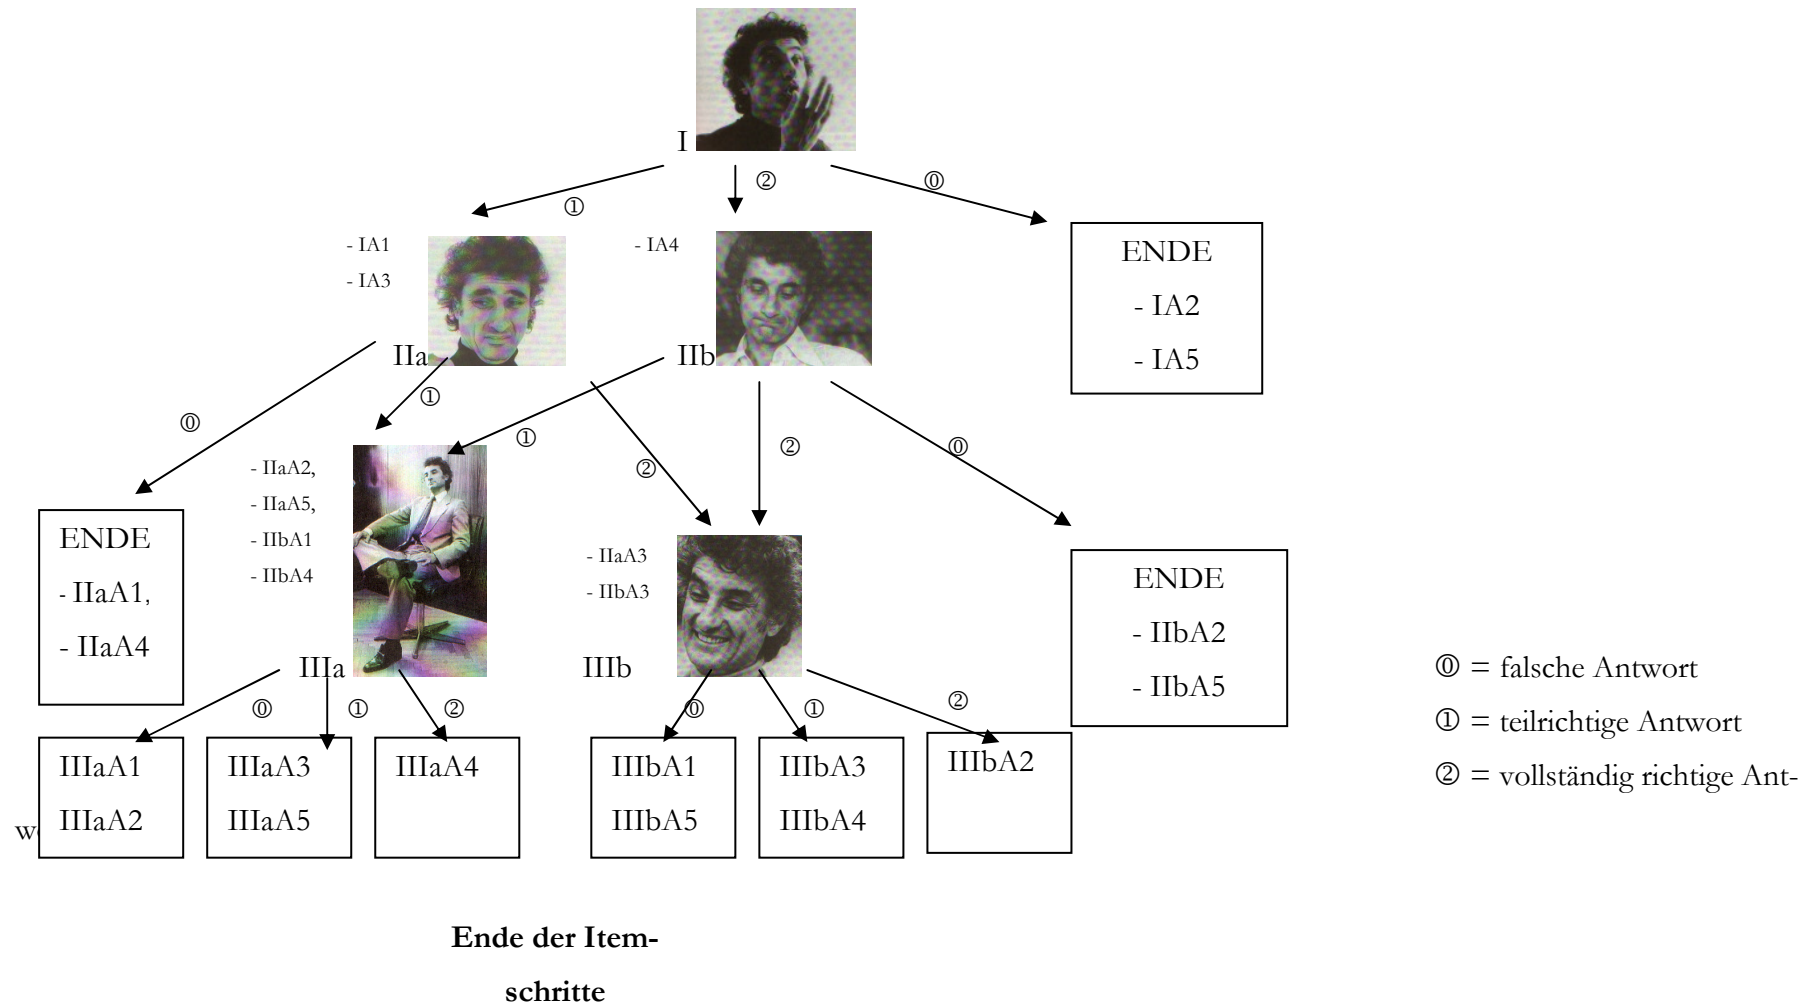 I
①
②
⓪
- IA1
- IA3
IIa
- IA4
IIb
ENDE
- IA2
- IA5
⓪
①
①
②
②
⓪
ENDE
- IIaA1,
- IIaA4
- IIaA2,
- IIaA5,
- IIbA1
- IIbA4
IIIa
- IIaA3
- IIbA3
IIIb
ENDE
- IIbA2
- IIbA5
⓪
①
②
⓪
①
②
IIIaA1
IIIaA2
IIIaA3
IIIaA5
IIIaA4
IIIbA1
IIIbA5
IIIbA3
IIIbA4
IIIbA2
⓪ = falsche Antwort
① = teilrichtige Antwort
② = vollständig richtige Ant-
Ende der Item-
schritte